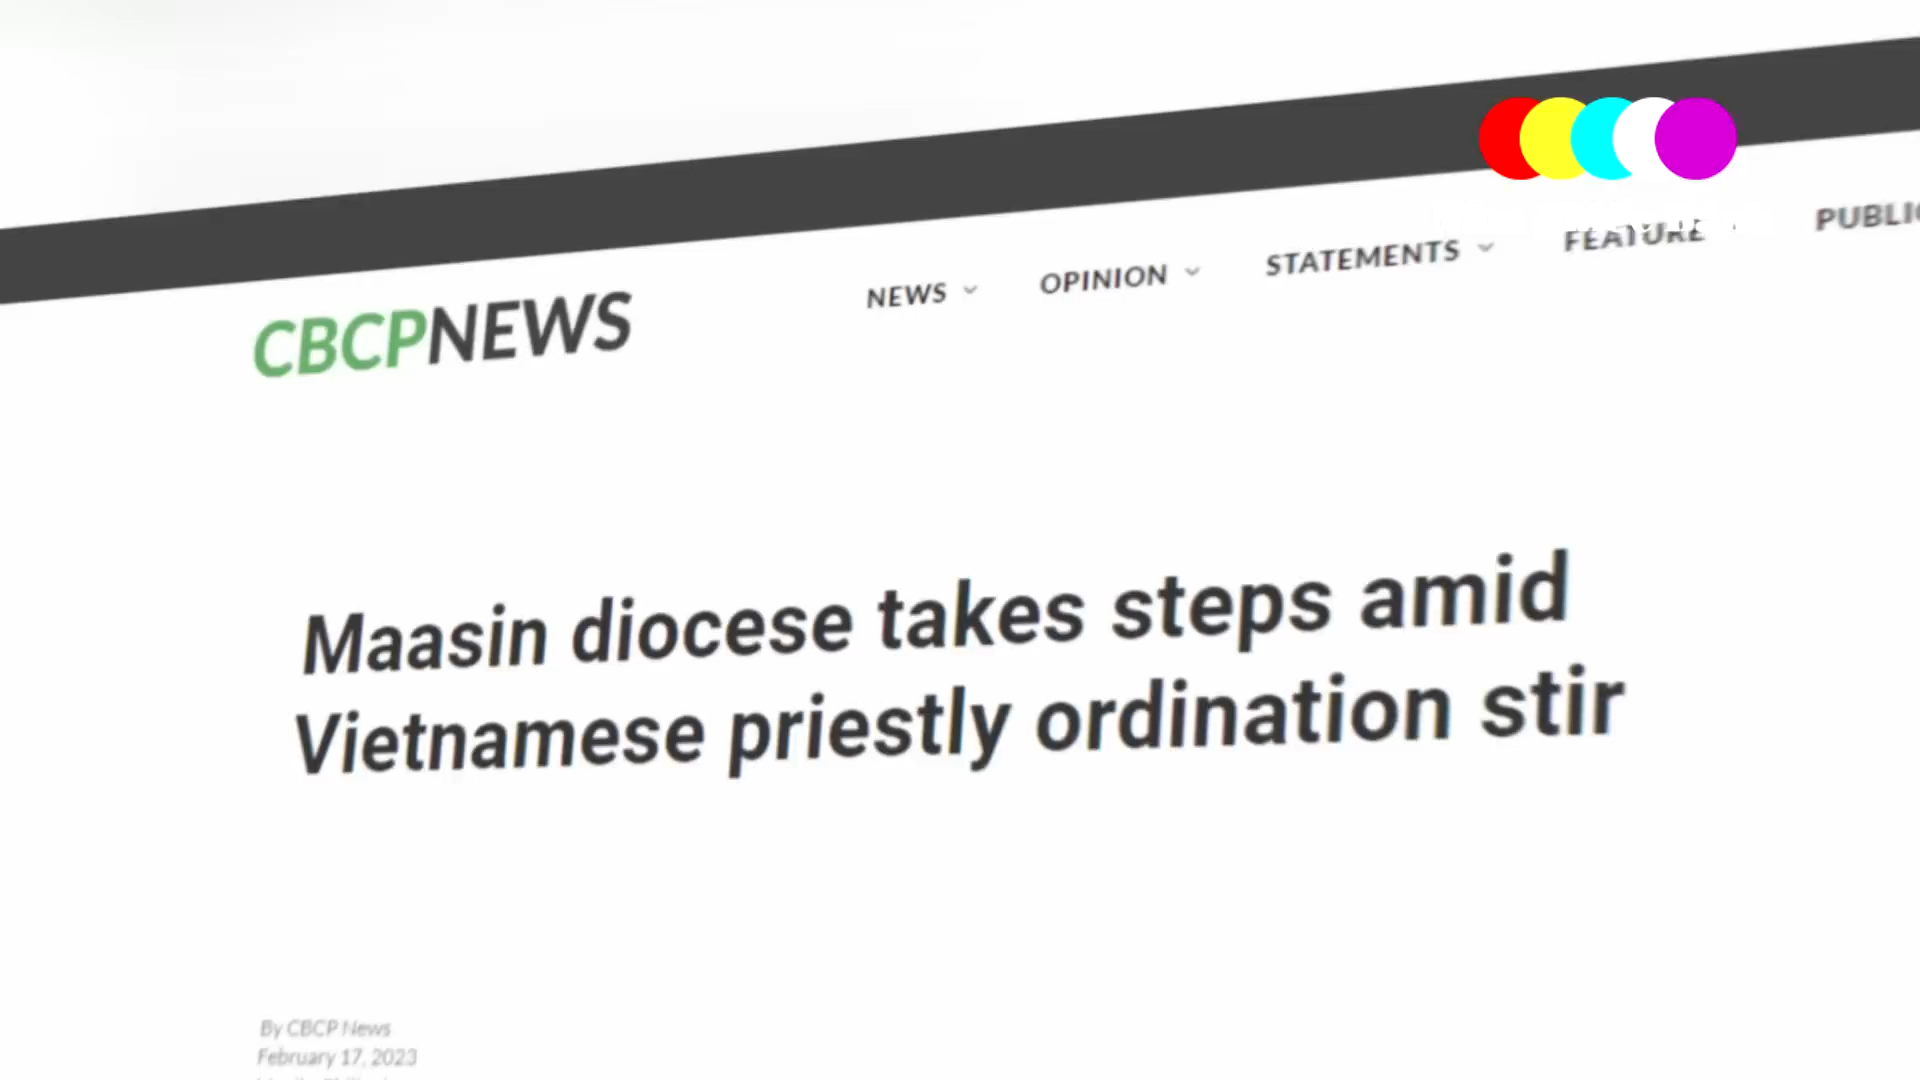 CBCPNEWS
NEWS OPINION STATEMENTS FEATURE
Maasin diocese takes steps amid
Vietnamese priestly ordination stir
By CBCP News
February 17, 2023